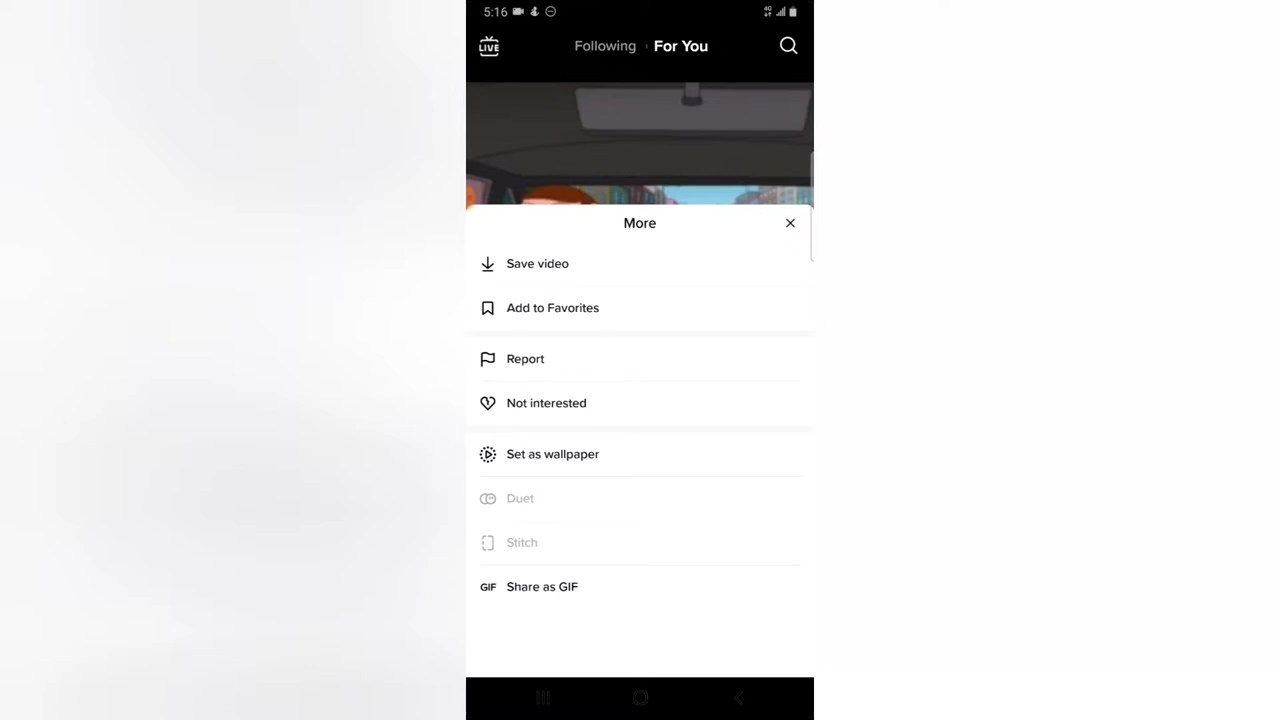 5:16
4G
LIVE
Following
For You
More
Save video
Add to Favorites
Report
Not interested
Set as wallpaper
Duet
Stitch
GIF Share as GIF